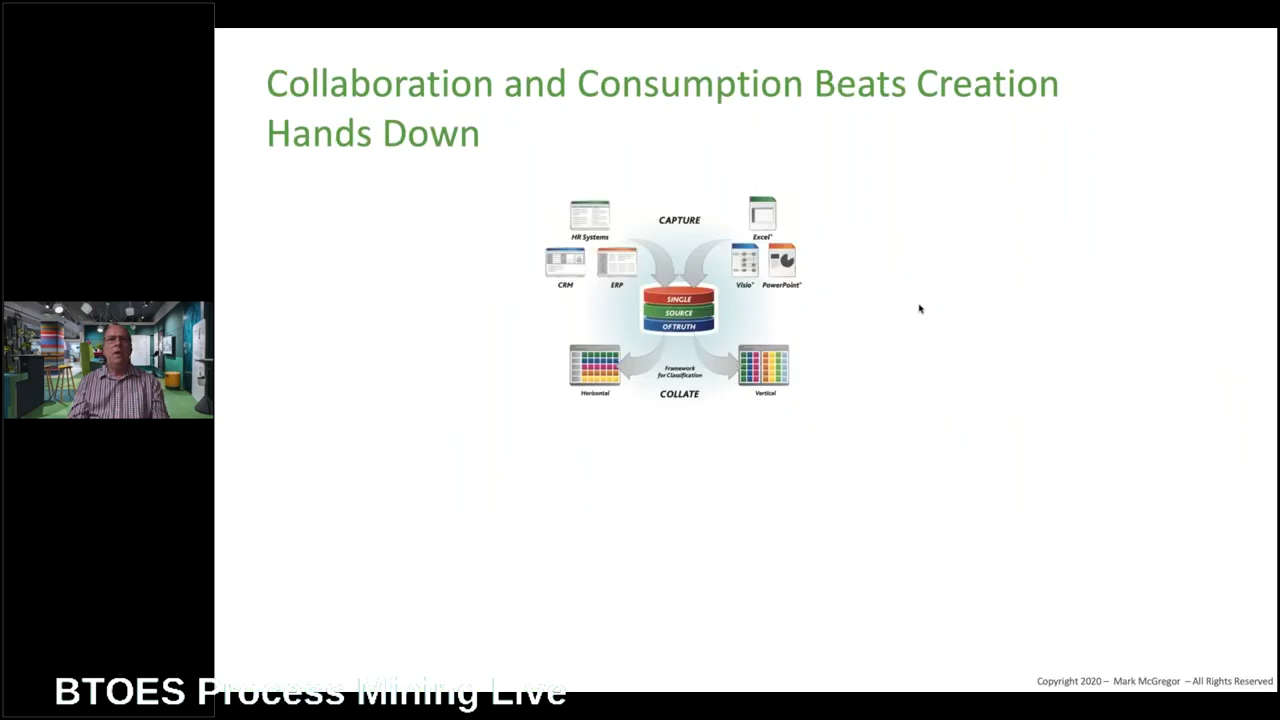 Collaboration and Consumption Beats Creation
Hands Down
CAPTURE
HR Systems
Excel®
CRM
ERP
Visio®
PowerPoint®
SINGLE
SOURCE
OF TRUTH
Framework
for Classification
Horizontal
COLLATE
Vertical
Copyright 2020 – Mark McGregor – All Rights Reserved
BTOES Process Mining Live